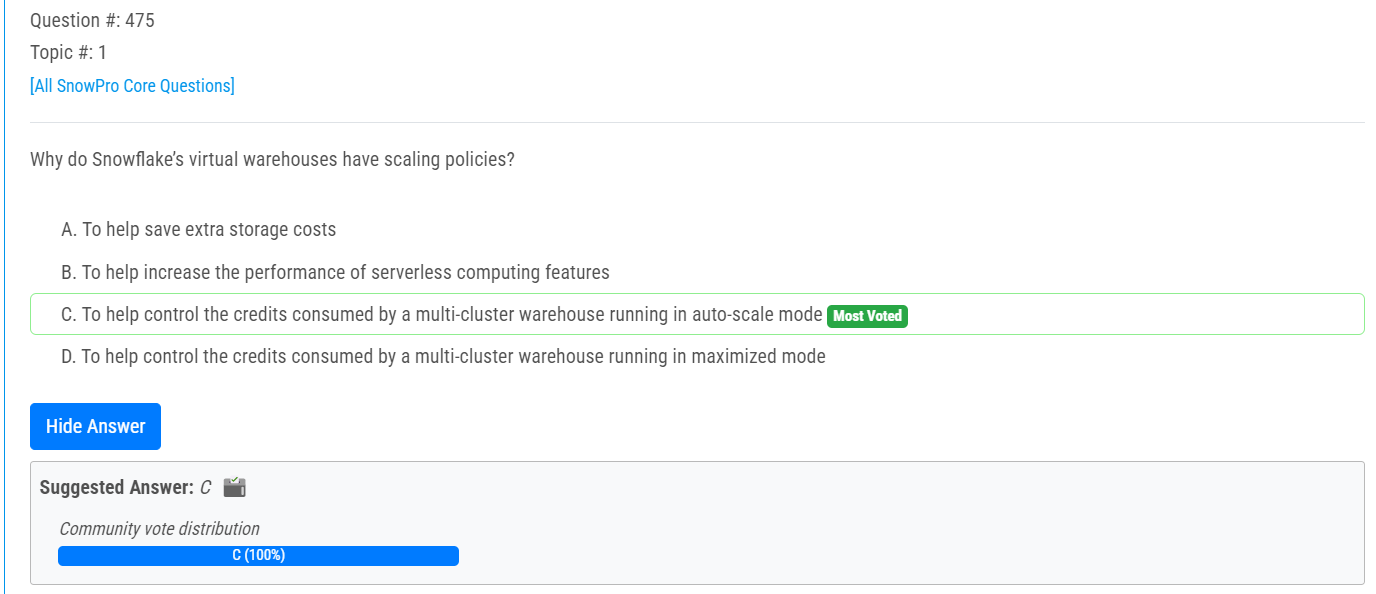 Question #: 475
Topic #: 1
[All SnowPro Core Questions]
Why do Snowflake’s virtual warehouses have scaling policies?
A. To help save extra storage costs
B. To help increase the performance of serverless computing features
C. To help control the credits consumed by a multi-cluster warehouse running in auto-scale mode Most Voted
D. To help control the credits consumed by a multi-cluster warehouse running in maximized mode
Hide Answer
Suggested Answer: C
Community vote distribution
C (100%)